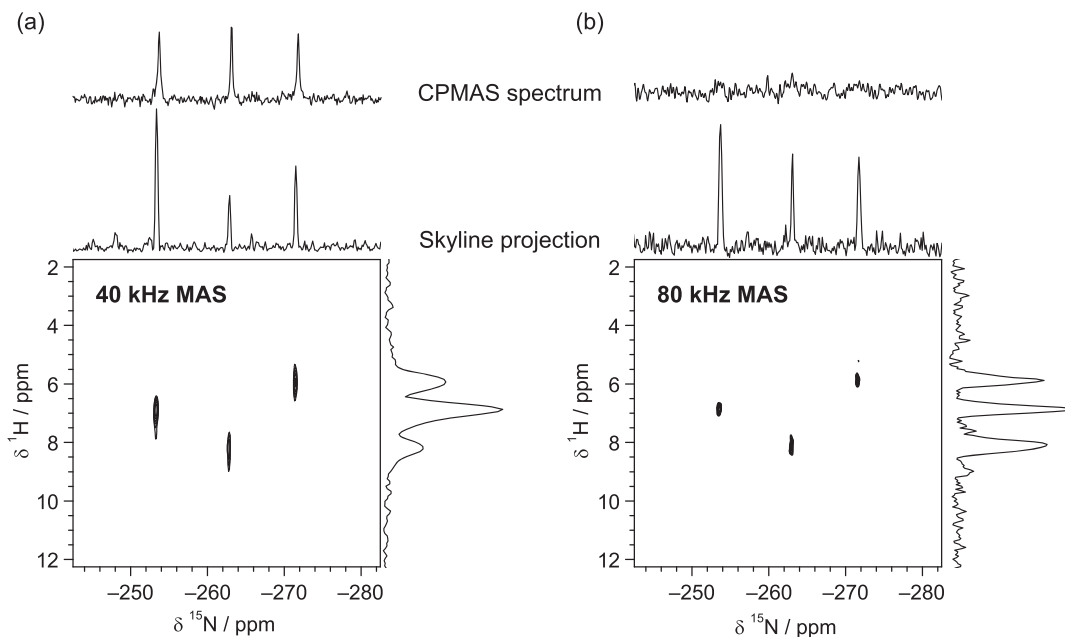 (a)
(b)
CPMAS spectrum
Skyline projection
40 kHz MAS
80 kHz MAS
2
4
6
8
10
12
δ ¹H / ppm
–250
–260
–270
–280
δ ¹⁵N / ppm
2
4
6
8
10
12
δ ¹H / ppm
–250
–260
–270
–280
δ ¹⁵N / ppm